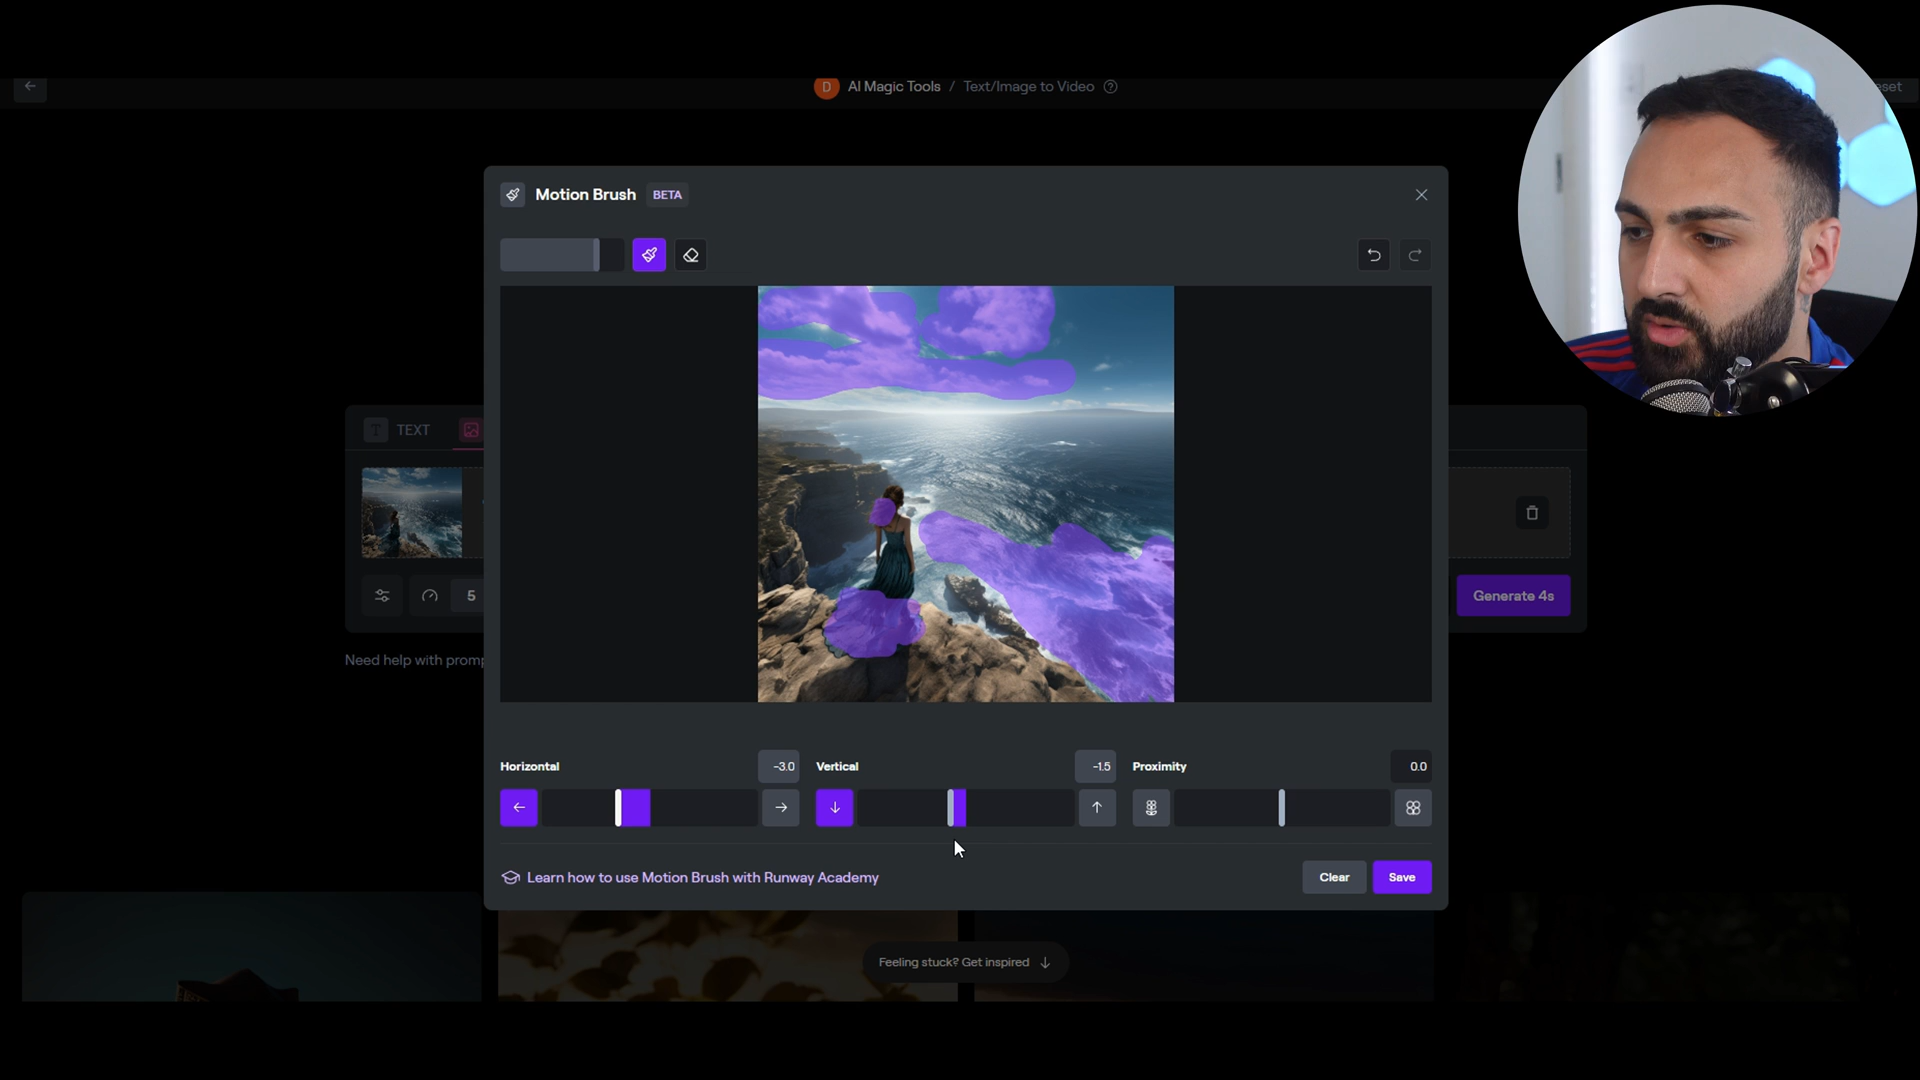 D AI Magic Tools / Text/Image to Video ?
eset
Motion Brush BETA
TEXT
5
Generate 4s
Need help with promp
Horizontal -3.0 Vertical -1.5 Proximity 0.0
Learn how to use Motion Brush with Runway Academy
Clear Save
Feeling stuck? Get inspired